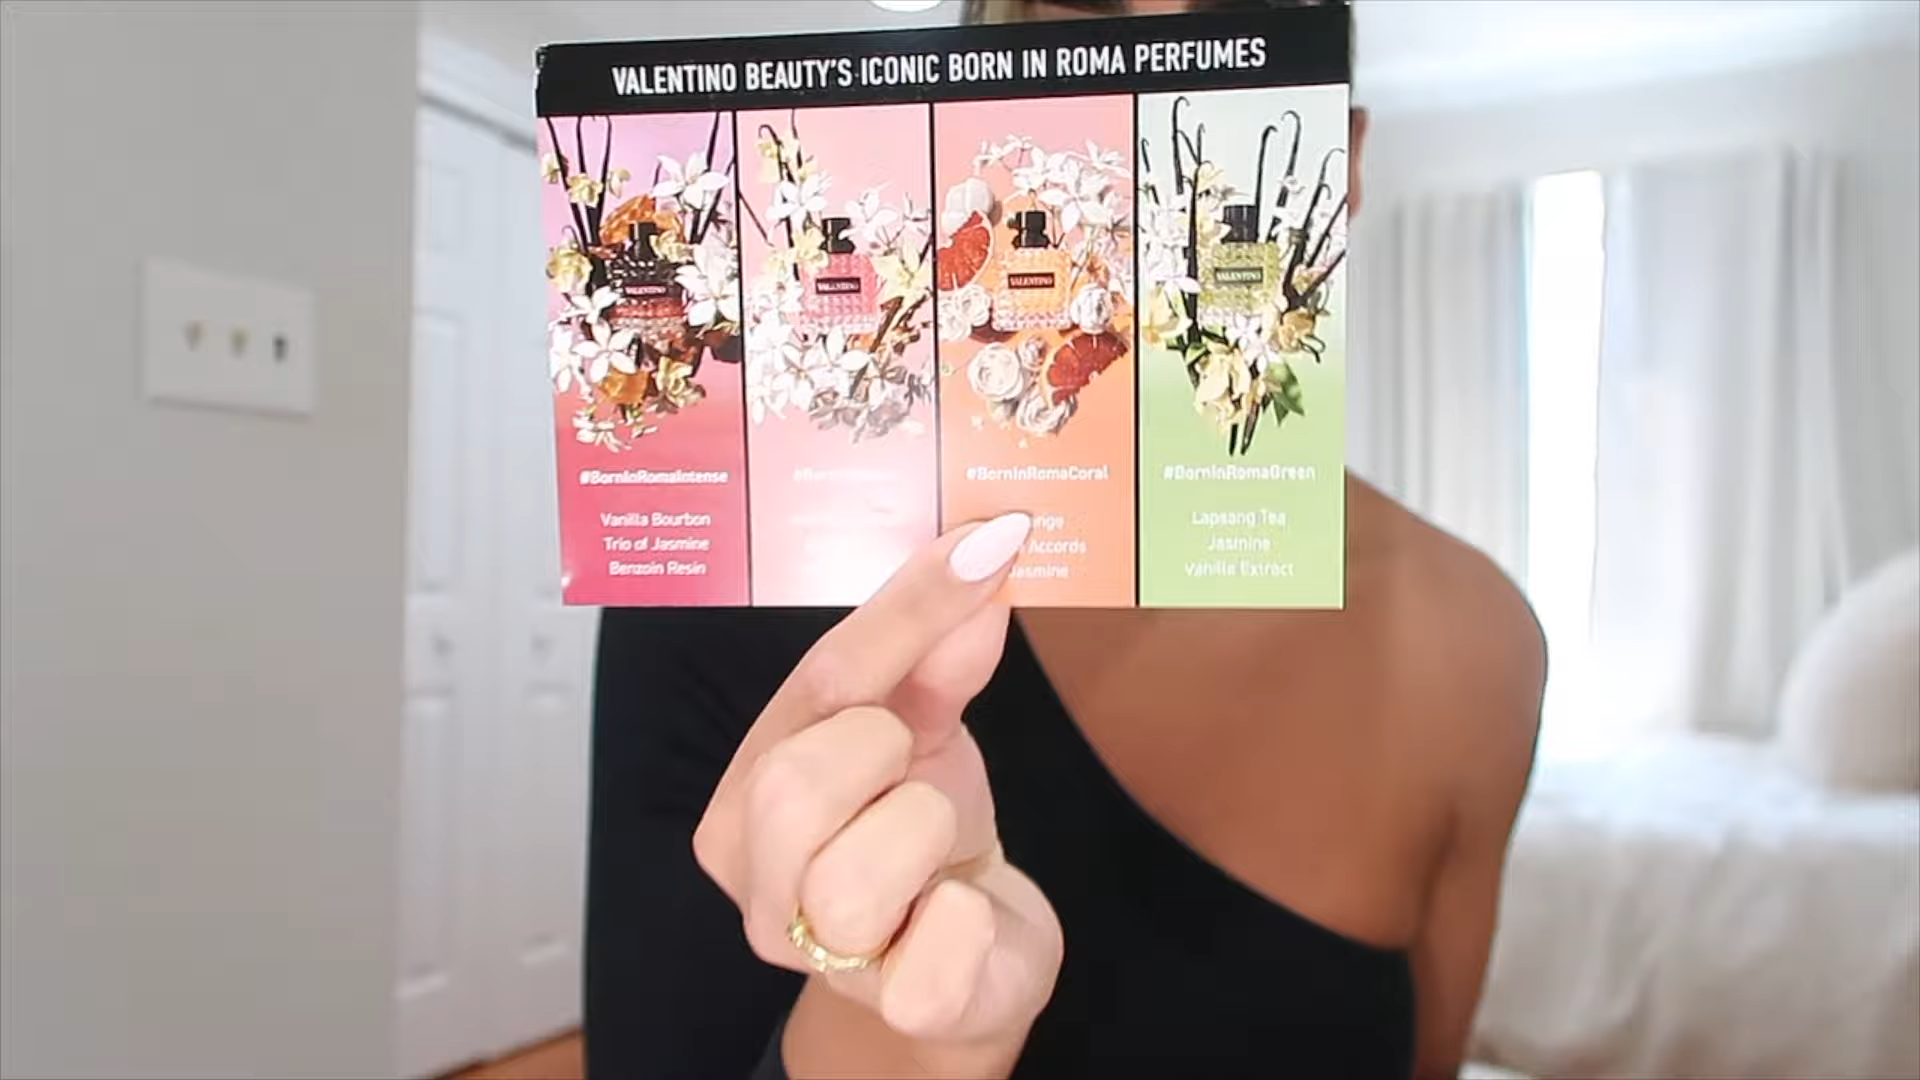 VALENTINO BEAUTY'S ICONIC BORN IN ROMA PERFUMES
VALENTINO
VALENTINO
VALENTINO
VALENTINO
#BornInRomaIntense
Vanilla Bourbon
Trio of Jasmine
Benzoin Resin
#BornInRomaCoral
Accords
Jasmine
#BornInRomaGreen
Lapsang Tea
Jasmine
Vanilla Extract